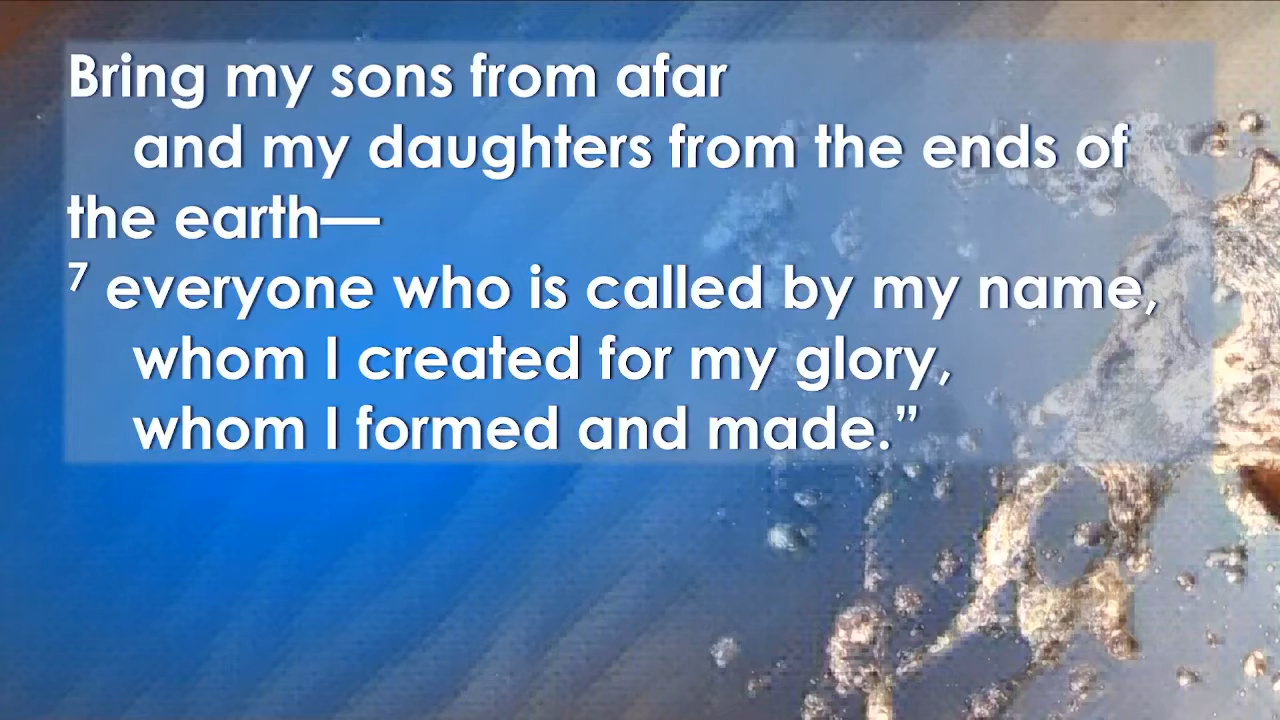 Bring my sons from afar
and my daughters from the ends of
the earth—
⁷ everyone who is called by my name,
whom I created for my glory,
whom I formed and made.”